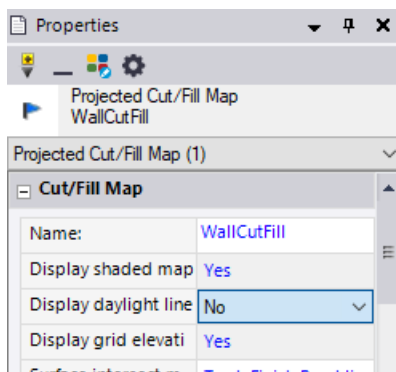 Properties
Projected Cut/Fill Map
WallCutFill
Projected Cut/Fill Map (1)
Cut/Fill Map
Name: WallCutFill
Display shaded map Yes
Display daylight line No
Display grid elevati Yes